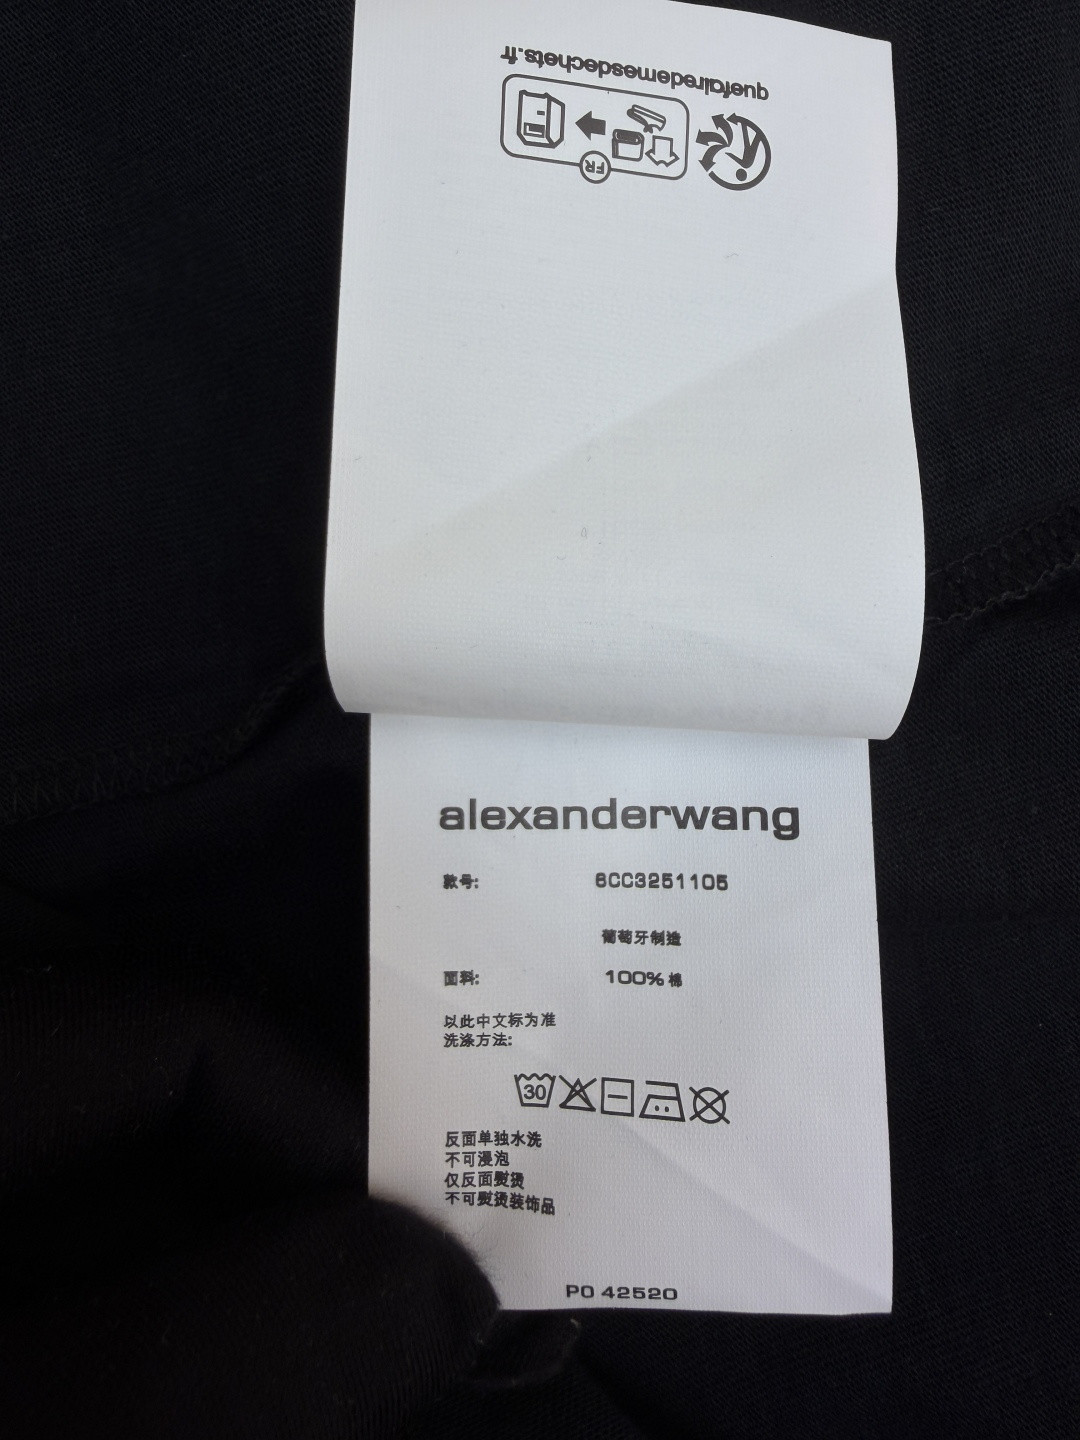 quefairedemesdechets.fr
FR
alexanderwang
款号: 6CC3251105
葡萄牙制造
面料: 100% 棉
以此中文标为准
洗涤方法:
30
反面单独水洗
不可浸泡
仅反面熨烫
不可熨烫装饰品
PO 42520